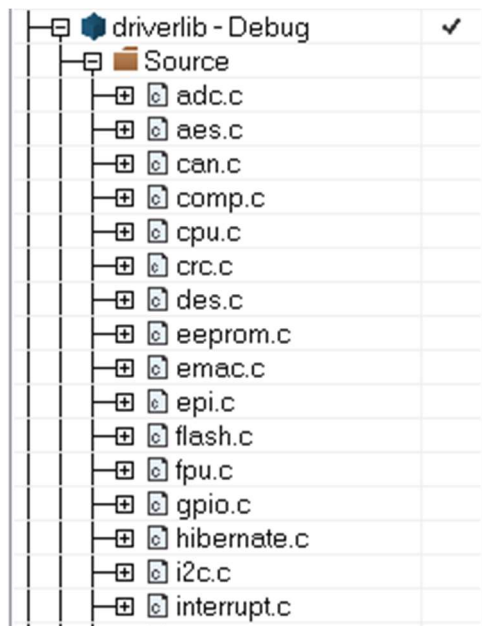 driverlib - Debug
Source
adc.c
aes.c
can.c
comp.c
cpu.c
crc.c
des.c
eeprom.c
emac.c
epi.c
flash.c
fpu.c
gpio.c
hibernate.c
i2c.c
interrupt.c